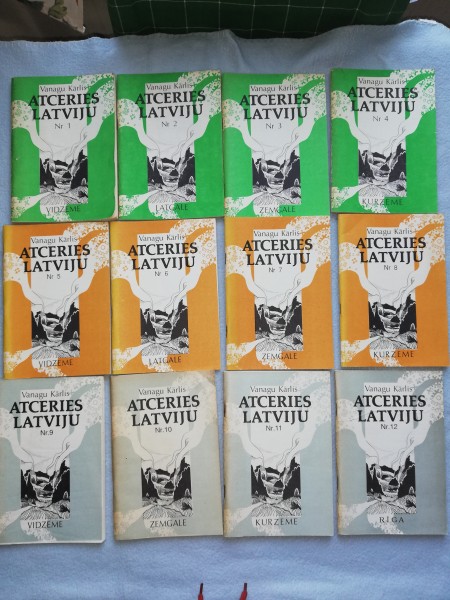 Vanagu Kārlis
ATCERIES
LATVIJU
Nr 1
VIDZEME
Vanagu Kārlis
ATCERIES
LATVIJU
Nr 2
LATGALE
Vanagu Kārlis
ATCERIES
LATVIJU
Nr 3
ZEMGALE
Vanagu Kārlis
ATCERIES
LATVIJU
Nr 4
KURZEME
Vanagu Kārlis
ATCERIES
LATVIJU
Nr 5
VIDZEME
Vanagu Kārlis
ATCERIES
LATVIJU
Nr 6
LATGALE
Vanagu Kārlis
ATCERIES
LATVIJU
Nr 7
ZEMGALE
Vanagu Kārlis
ATCERIES
LATVIJU
Nr 8
KURZEME
Vanagu Kārlis
ATCERIES
LATVIJU
Nr.9
VIDZEME
Vanagu Kārlis
ATCERIES
LATVIJU
Nr.10
ZEMGALE
Vanagu Kārlis
ATCERIES
LATVIJU
Nr.11
KURZEME
Vanagu Kārlis
ATCERIES
LATVIJU
Nr.12
RĪGA